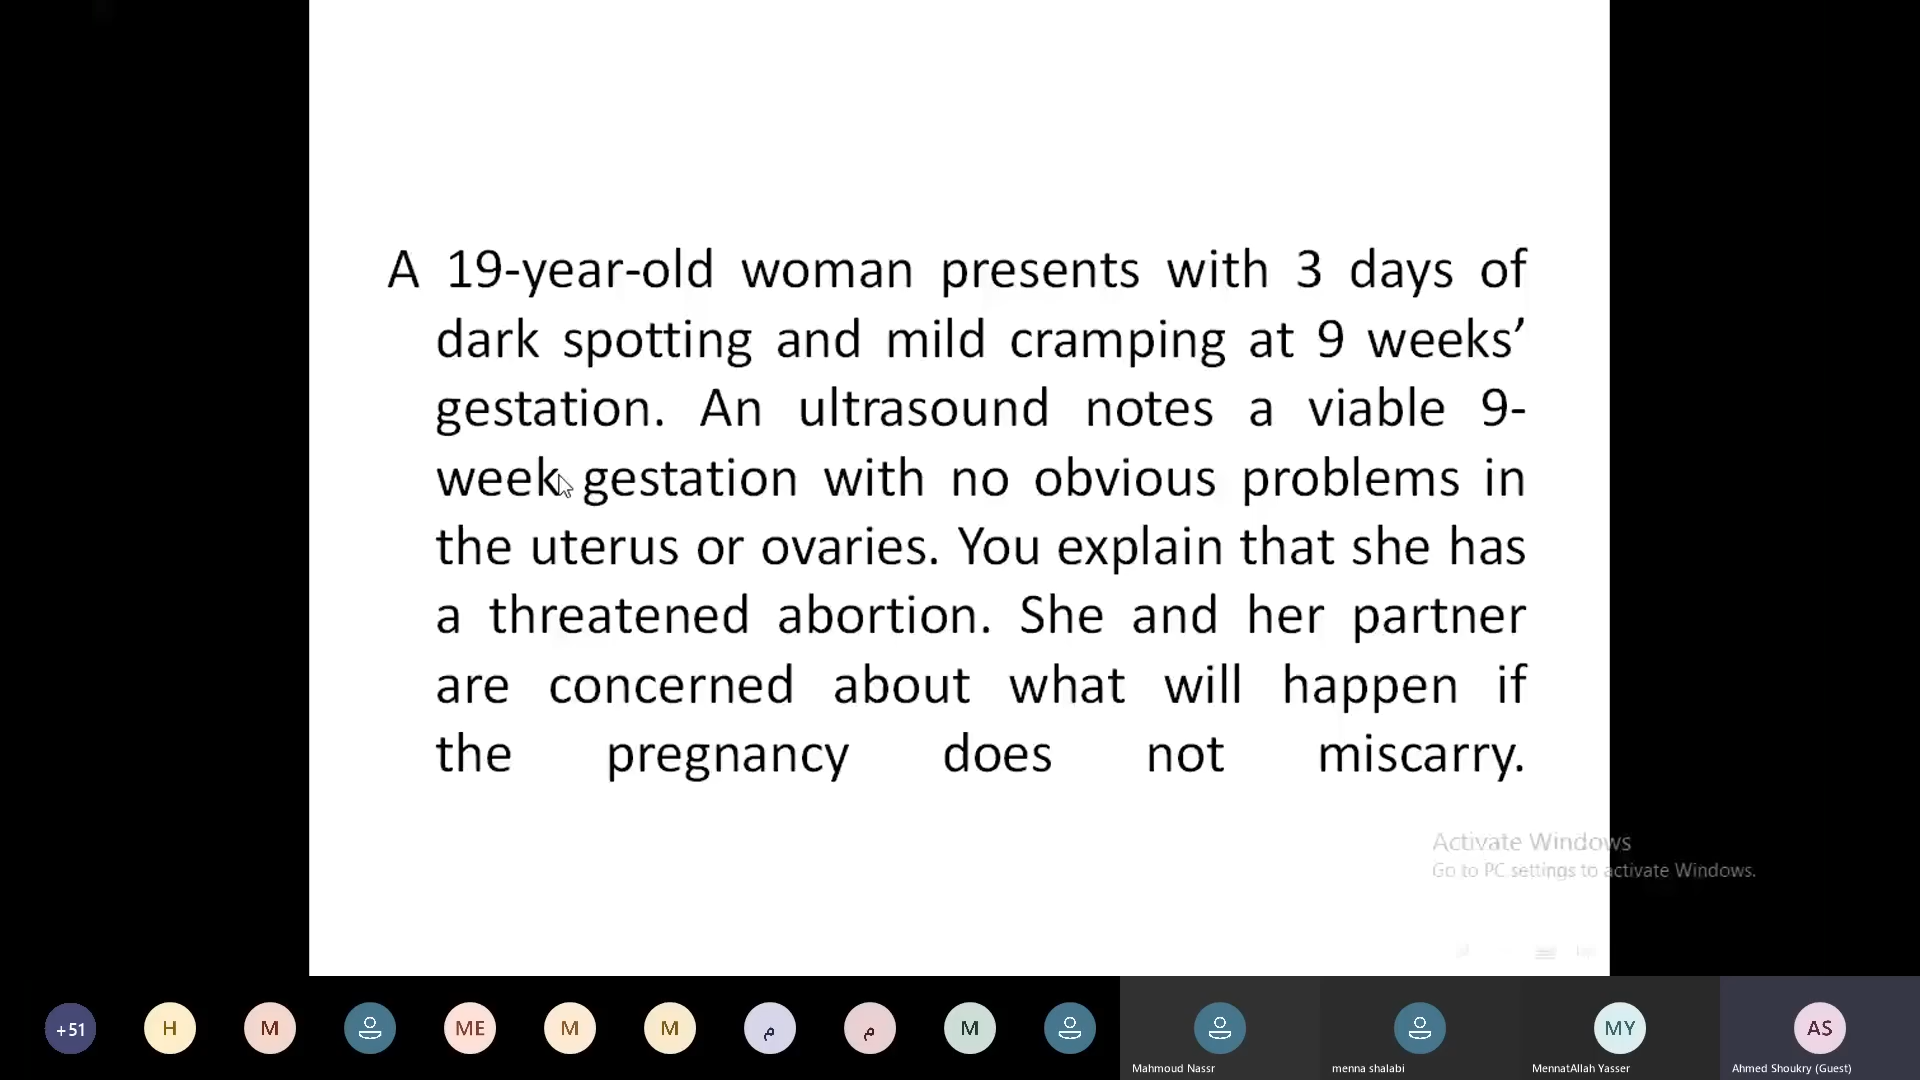 A 19-year-old woman presents with 3 days of
dark spotting and mild cramping at 9 weeks’
gestation. An ultrasound notes a viable 9-
week gestation with no obvious problems in
the uterus or ovaries. You explain that she has
a threatened abortion. She and her partner
are concerned about what will happen if
the pregnancy does not miscarry.
Activate Windows
Go to PC settings to activate Windows.
+51
H
M
ME
M
M
م
م
M
MY
AS
Mahmoud Nassr
menna shalabi
MennatAllah Yasser
Ahmed Shoukry (Guest)